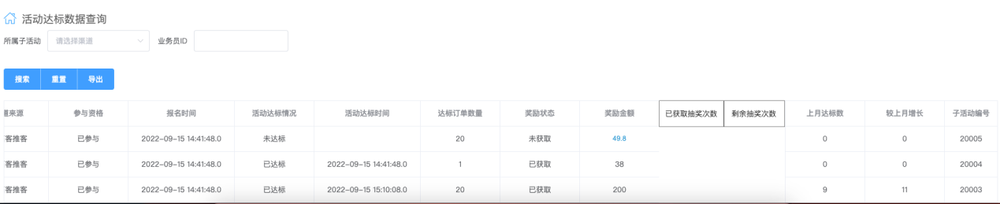 活动达标数据查询
所属子活动 请选择渠道 业务员ID
搜索 重置 导出
道来源 参与资格 报名时间 活动达标情况 活动达标时间 达标订单数量 奖励状态 奖励金额 已获取抽奖次数 剩余抽奖次数 上月达标数 较上月增长 子活动编号
客推客 已参与 2022-09-15 14:41:48.0 未达标 20 未获取 49.8 0 0 20005
客推客 已参与 2022-09-15 14:41:48.0 已达标 2022-09-15 14:41:48.0 1 已获取 38 0 0 20004
客推客 已参与 2022-09-15 14:41:48.0 已达标 2022-09-15 15:10:08.0 20 已获取 200 9 11 20003